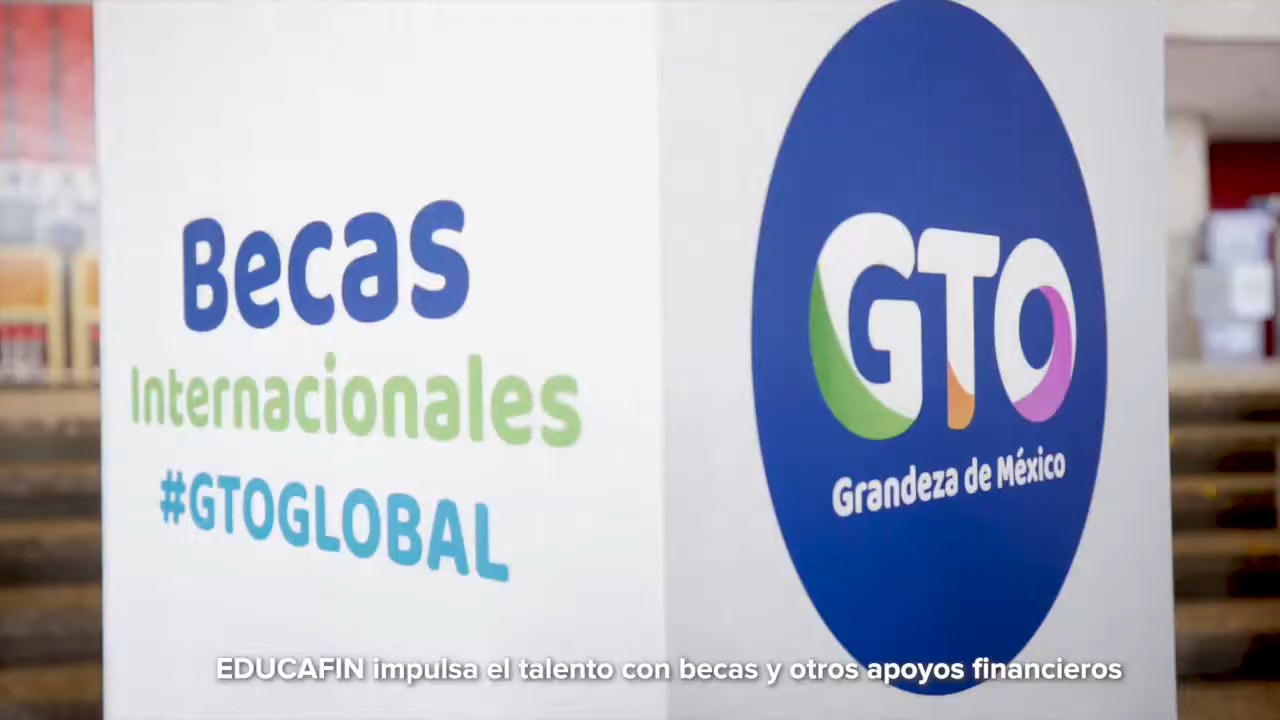 Becas
Internacionales
#GTOGLOBAL
GTO
Grandeza de México
EDUCAFIN impulsa el talento con becas y otros apoyos financieros